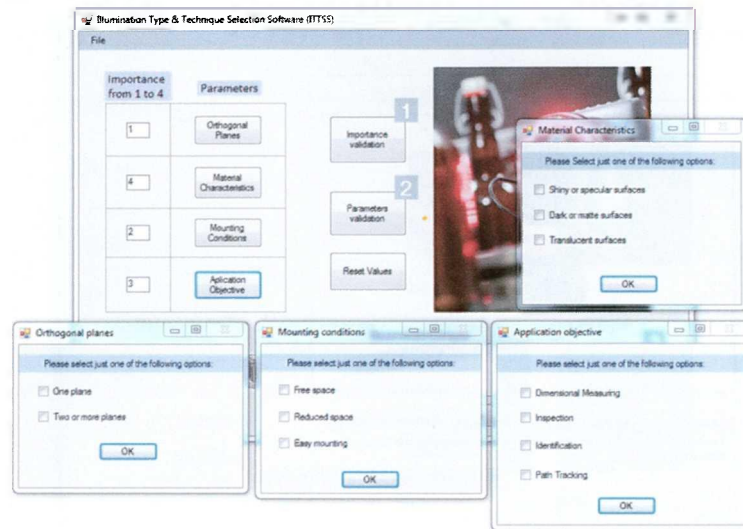 Illumination Type & Technique Selection Software (ITTSS)
File
Importance
from 1 to 4
Parameters
1
Orthogonal
Planes
4
Material
Characteristics
2
Mounting
Conditions
3
Aplication
Objective
1
Importance
validation
2
Parameters
validation
Reset Values
Material Characteristics
Please Select just one of the following options:
Shiny or specular surfaces
Dark or matte surfaces
Translucent surfaces
OK
Orthogonal planes
Please select just one of the following options:
One plane
Two or more planes
OK
Mounting conditions
Please select just one of the following options:
Free space
Reduced space
Easy mounting
OK
Application objective
Please select just one of the following options:
Dimensional Measuring
Inspection
Identification
Path Tracking
OK